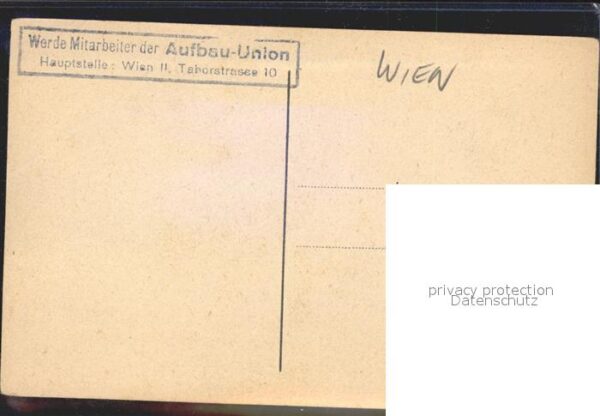 Werde Mitarbeiter der Aufbau-Union
Hauptstelle: Wien II, Taborstrasse 10
WIEN
privacy protection
Datenschutz